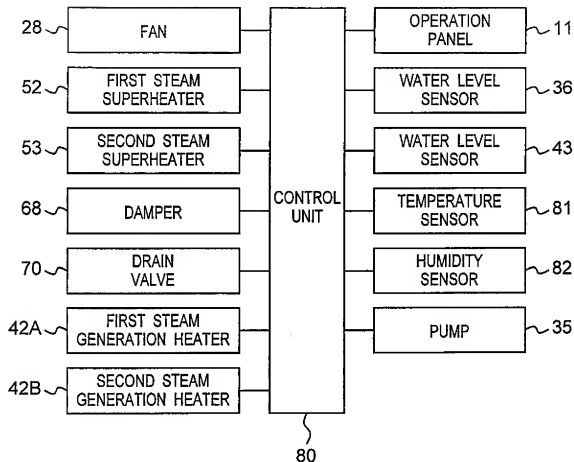 28
FAN
52
FIRST STEAM
SUPERHEATER
53
SECOND STEAM
SUPERHEATER
68
DAMPER
70
DRAIN
VALVE
42A
FIRST STEAM
GENERATION HEATER
42B
SECOND STEAM
GENERATION HEATER
CONTROL
UNIT
80
OPERATION
PANEL
11
WATER LEVEL
SENSOR
36
WATER LEVEL
SENSOR
43
TEMPERATURE
SENSOR
81
HUMIDITY
SENSOR
82
PUMP
35